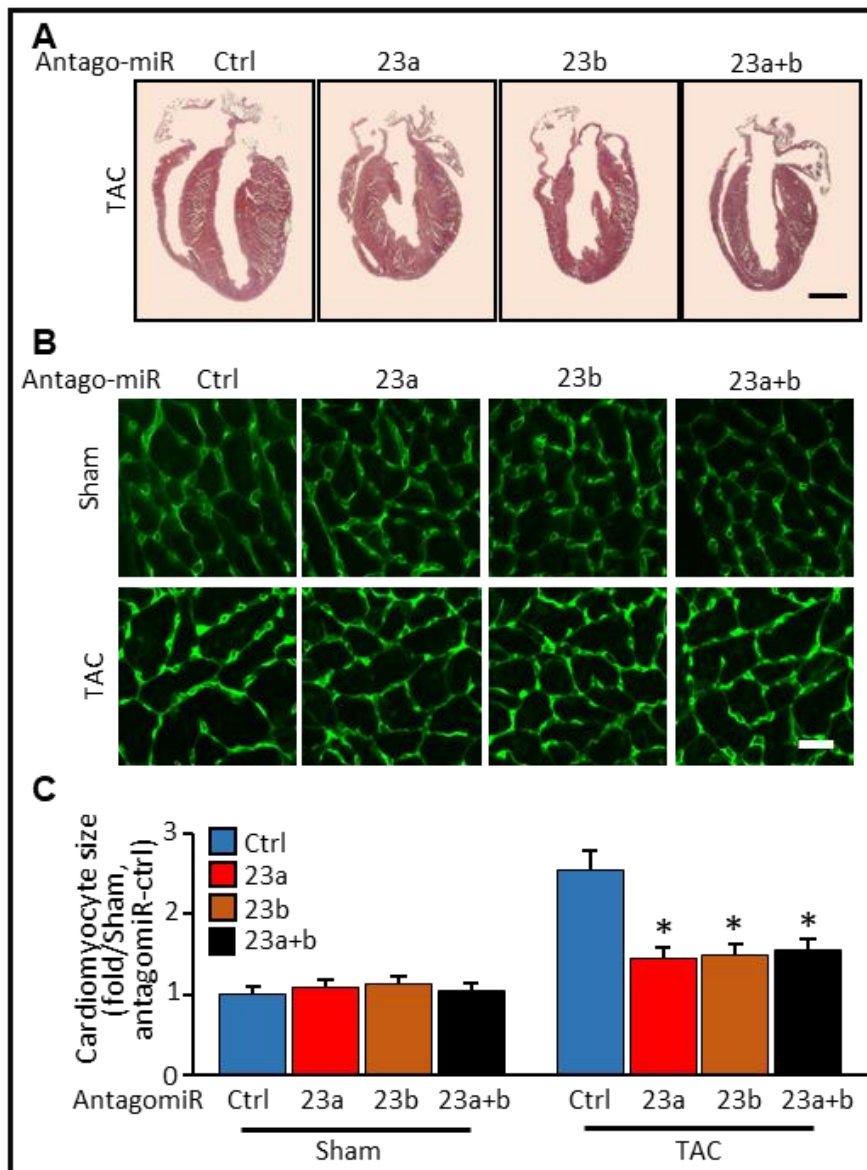 A
Antago-miR Ctrl 23a 23b 23a+b
TAC
B
Antago-miR Ctrl 23a 23b 23a+b
Sham
TAC
C
Cardiomyocyte size
(fold/Sham,
antagomiR-ctrl)
3
2
1
0
Ctrl
23a
23b
23a+b
* * *
AntagomiR Ctrl 23a 23b 23a+b Ctrl 23a 23b 23a+b
Sham TAC